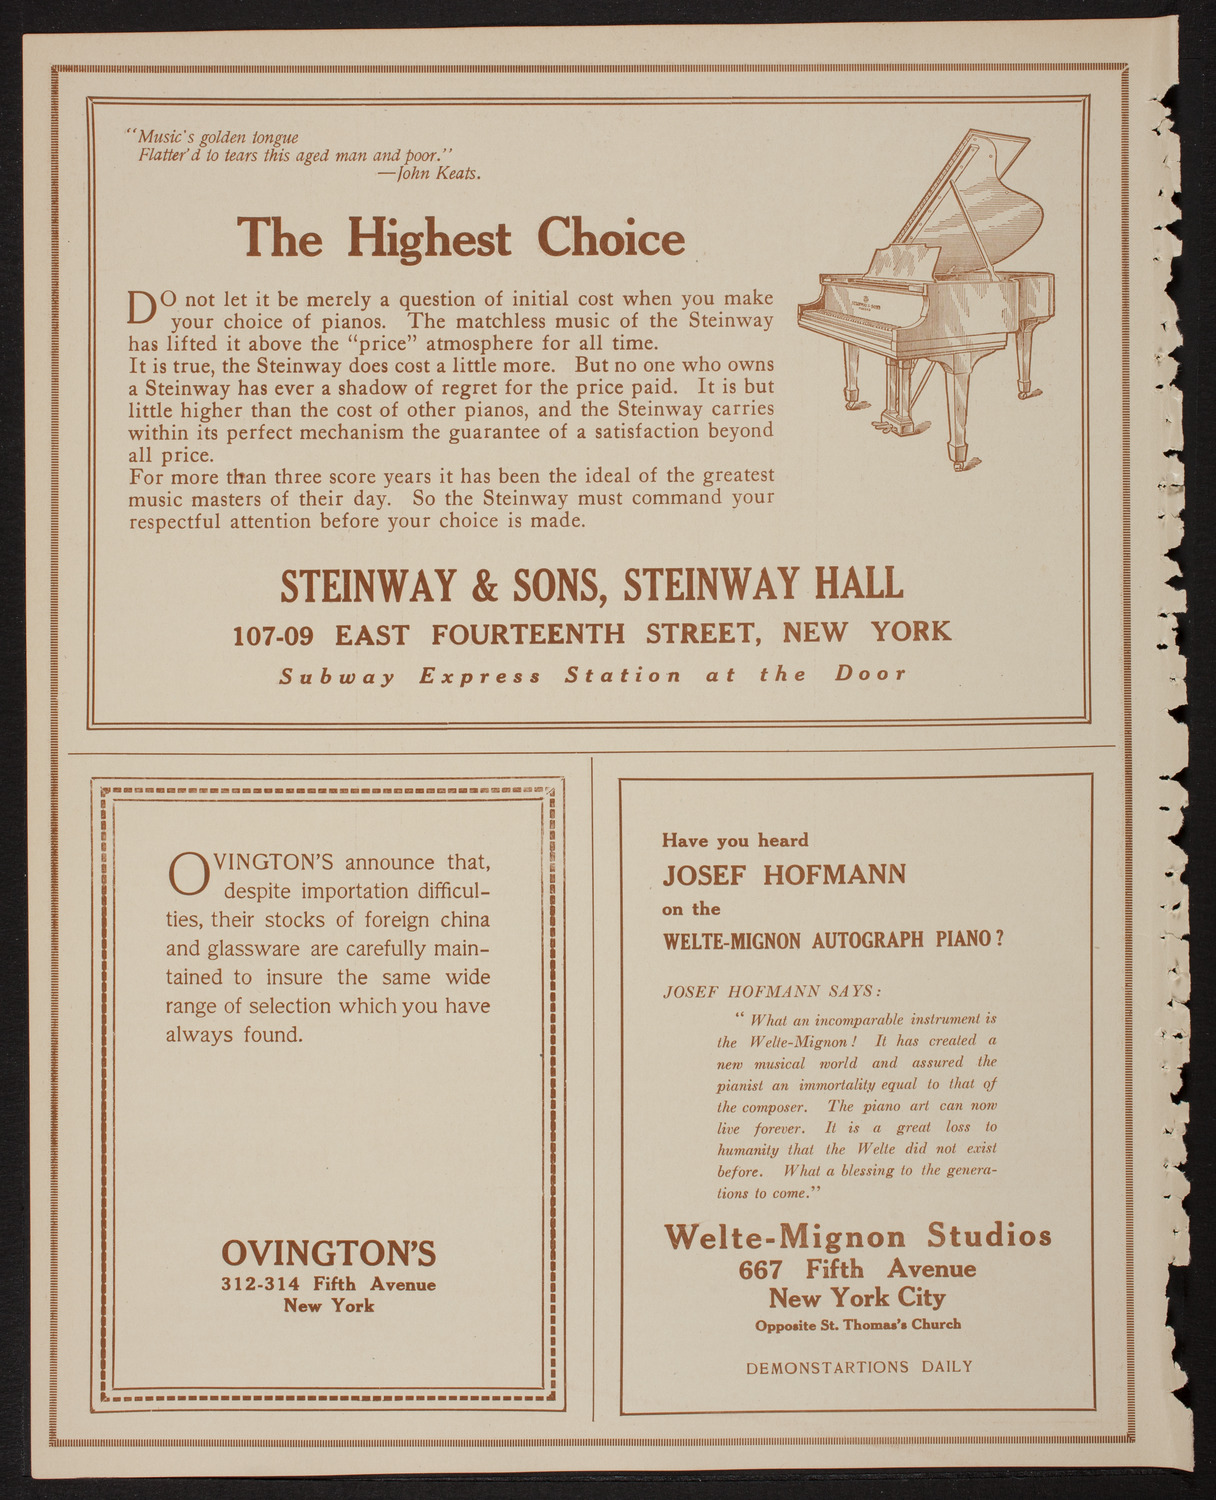 "Music's golden tongue
Flatter'd to tears this aged man and poor."
—John Keats.
The Highest Choice
DO not let it be merely a question of initial cost when you make
your choice of pianos. The matchless music of the Steinway
has lifted it above the "price" atmosphere for all time.
It is true, the Steinway does cost a little more. But no one who owns
a Steinway has ever a shadow of regret for the price paid. It is but
little higher than the cost of other pianos, and the Steinway carries
within its perfect mechanism the guarantee of a satisfaction beyond
all price.
For more than three score years it has been the ideal of the greatest
music masters of their day. So the Steinway must command your
respectful attention before your choice is made.
STEINWAY & SONS, STEINWAY HALL
107-09 EAST FOURTEENTH STREET, NEW YORK
Subway Express Station at the Door
OVINGTON'S announce that,
despite importation difficul-
ties, their stocks of foreign china
and glassware are carefully main-
tained to insure the same wide
range of selection which you have
always found.
OVINGTON'S
312-314 Fifth Avenue
New York
Have you heard
JOSEF HOFMANN
on the
WELTE-MIGNON AUTOGRAPH PIANO?
JOSEF HOFMANN SAYS:
"What an incomparable instrument is
the Welte-Mignon! It has created a
new musical world and assured the
pianist an immortality equal to that of
the composer. The piano art can now
live forever. It is a great loss to
humanity that the Welte did not exist
before. What a blessing to the genera-
tions to come."
Welte-Mignon Studios
667 Fifth Avenue
New York City
Opposite St. Thomas's Church
DEMONSTARTIONS DAILY